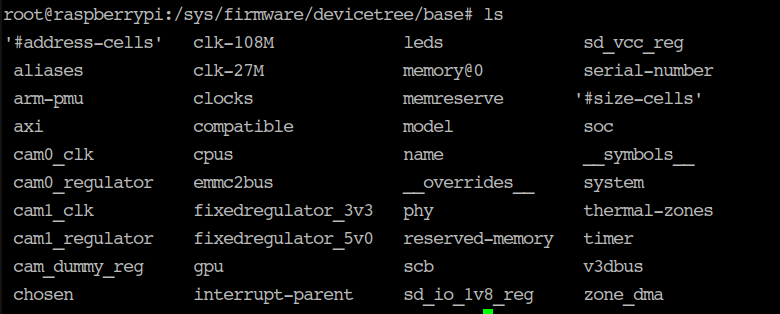 root@raspberrypi:/sys/firmware/devicetree/base# ls
'#address-cells' clk-108M leds sd_vcc_reg
aliases clk-27M memory@0 serial-number
arm-pmu clocks memreserve '#size-cells'
axi compatible model soc
cam0_clk cpus name __symbols__
cam0_regulator emmc2bus __overrides__ system
cam1_clk fixedregulator_3v3 phy thermal-zones
cam1_regulator fixedregulator_5v0 reserved-memory timer
cam_dummy_reg gpu scb v3dbus
chosen interrupt-parent sd_io_1v8_reg zone_dma